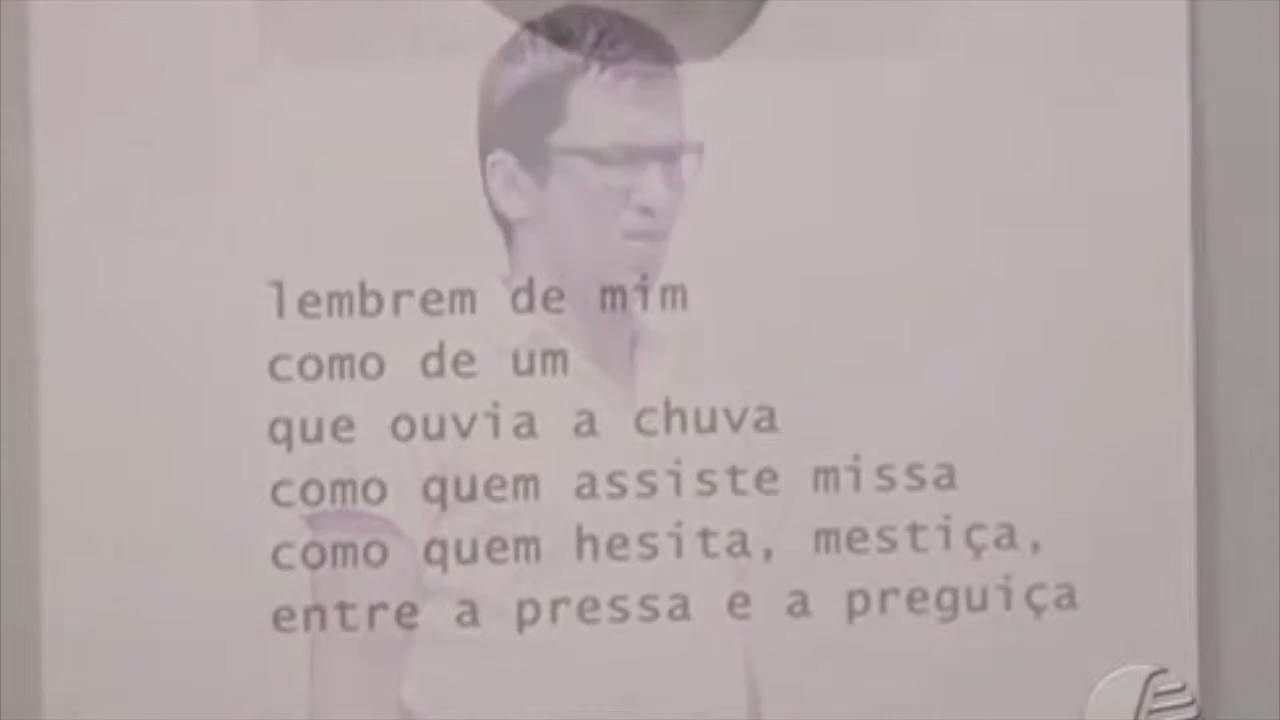 lembrem de mim
como de um
que ouvia a chuva
como quem assiste missa
como quem hesita, mestiça,
entre a pressa e a preguiça